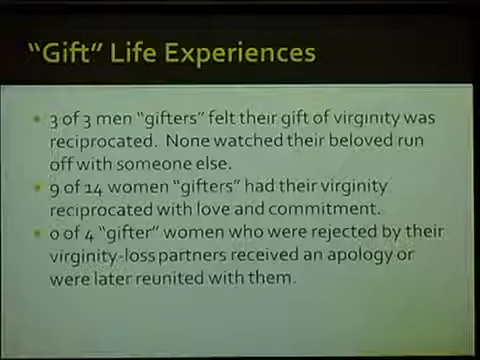 "Gift" Life Experiences
3 of 3 men "gifters" felt their gift of virginity was
reciprocated. None watched their beloved run
off with someone else.
9 of 14 women "gifters" had their virginity
reciprocated with love and commitment.
0 of 4 "gifter" women who were rejected by their
virginity-loss partners received an apology or
were later reunited with them.